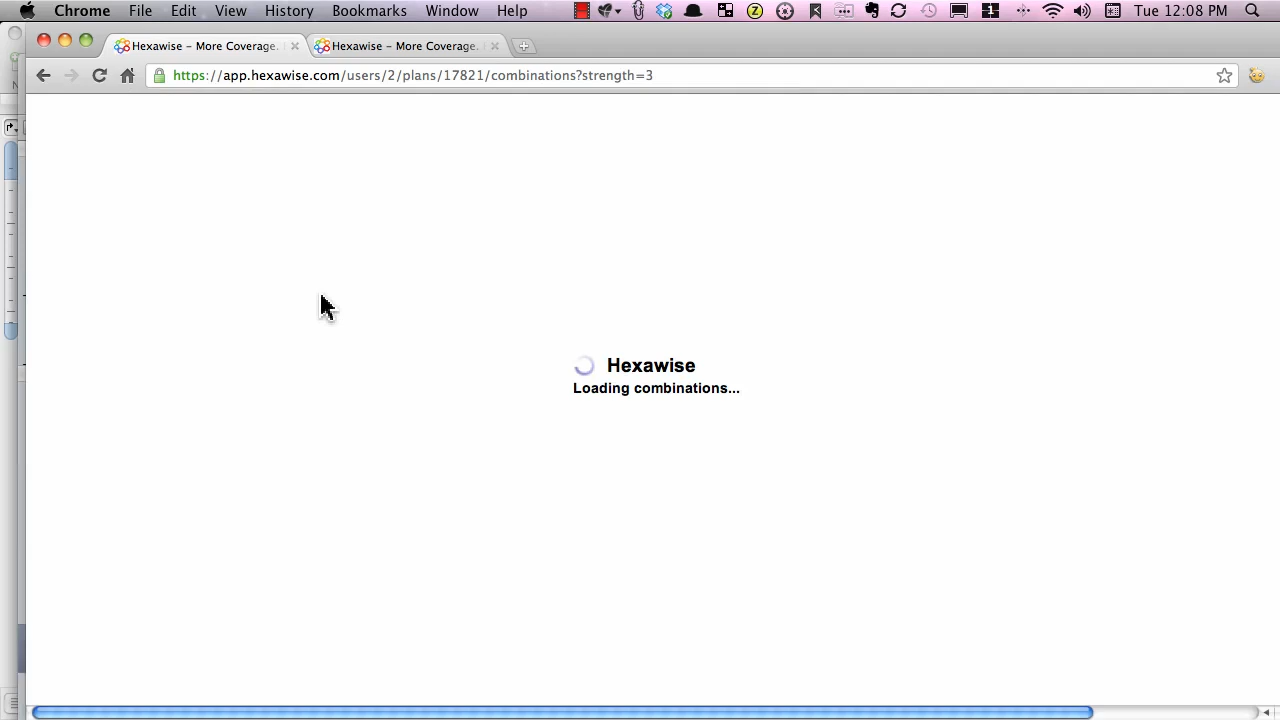 Chrome File Edit View History Bookmarks Window Help 1 Tue 12:08 PM
Hexawise – More Coverage. Hexawise – More Coverage.
https://app.hexawise.com/users/2/plans/17821/combinations?strength=3
Hexawise
Loading combinations...